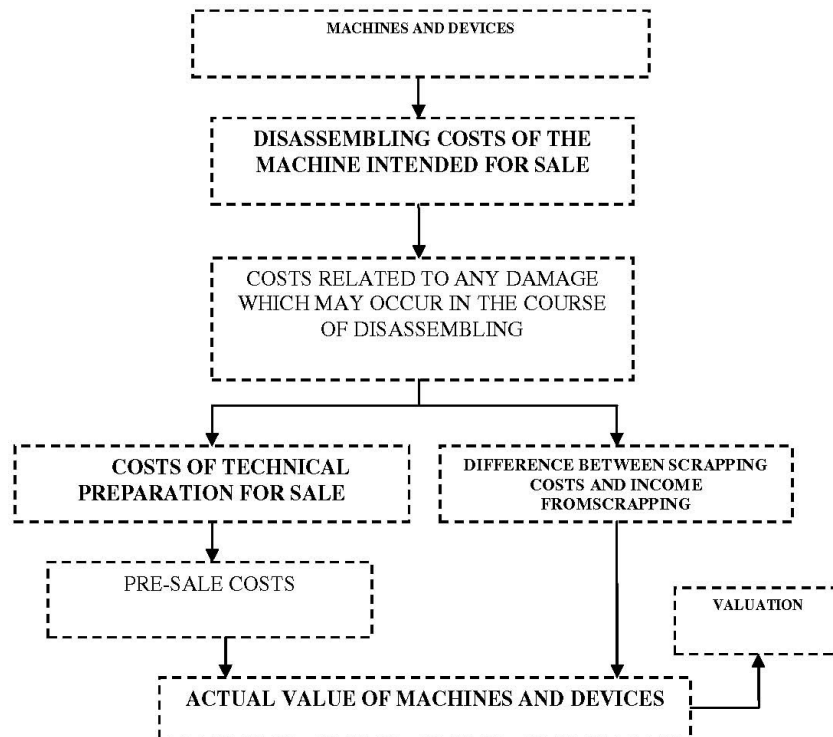 MACHINES AND DEVICES
DISASSEMBLING COSTS OF THE
MACHINE INTENDED FOR SALE
COSTS RELATED TO ANY DAMAGE
WHICH MAY OCCUR IN THE COURSE
OF DISASSEMBLING
COSTS OF TECHNICAL
PREPARATION FOR SALE
DIFFERENCE BETWEEN SCRAPPING
COSTS AND INCOME
FROMSCRAPPING
PRE-SALE COSTS
VALUATION
ACTUAL VALUE OF MACHINES AND DEVICES